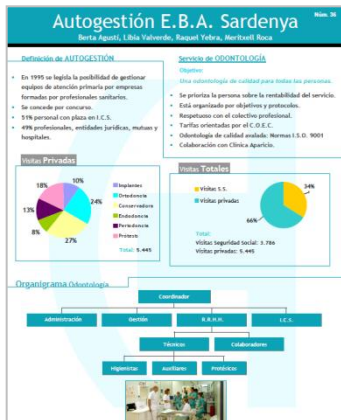 Autogestión E.B.A. Sardenya
Núm. 36
Berta Agustí, Libia Valverde, Raquel Yebra, Meritxell Roca
Definición de AUTOGESTIÓN
• En 1995 se legisla la posibilidad de gestionar
equipos de atención primaria por empresas
formadas por profesionales sanitarios.
• Se concede por concurso.
• 51% personal con plaza en I.C.S.
• 49% profesionales, entidades jurídicas, mutuas y
hospitales.
Servicio de ODONTOLOGÍA
Objetivo:
Una odontología de calidad para todas las personas.
• Se prioriza la persona sobre la rentabilidad del servicio.
• Está organizado por objetivos y protocolos.
• Respetuoso con el colectivo profesional.
• Tarifas orientadas por el C.O.E.C.
• Odontología de calidad avalada: Normas I.S.O. 9001
• Colaboración con Clínica Aparicio.
Visitas Privadas
10%
24%
27%
8%
13%
18%
Implantes
Ortodoncia
Conservadora
Endodoncia
Periodoncia
Prótesis
Total: 5.445
Visitas Totales
Visitas S.S.
Visitas privadas
34%
66%
Total:
Visitas Seguridad Social: 3.786
Visitas privadas: 5.445
Organigrama Odontología
Coordinador
Administración
Gestión
R.R.H.H.
I.C.S.
Técnicos
Colaboradores
Higienistas
Auxiliares
Protésicos